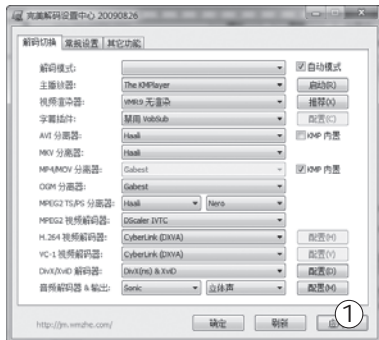 完美解码设置中心 20090826
解码切换 常规设置 其它功能
解码模式: 自动模式
主播放器: The KMPlayer 启动(R)
视频渲染器: VMR9 无渲染 推荐(X)
字幕插件: 禁用 VobSub 配置(C)
AVI 分离器: Haali KMP 内置
MKV 分离器: Haali
MP4/MOV 分离器: Gabest KMP 内置
OGM 分离器: Gabest
MPEG2 TS/PS 分离器: Haali Nero
MPEG2 视频解码器: DScaler IVTC
H.264 视频解码器: CyberLink (DXVA) 配置(H)
VC-1 视频解码器: CyberLink (DXVA) 配置(V)
DivX/XviD 解码器: DivX(ns) & XviD 配置(D)
音频解码器 & 输出: Sonic 立体声 配置(M)
http://jm.wmzhe.com/ 确定 刷新 1